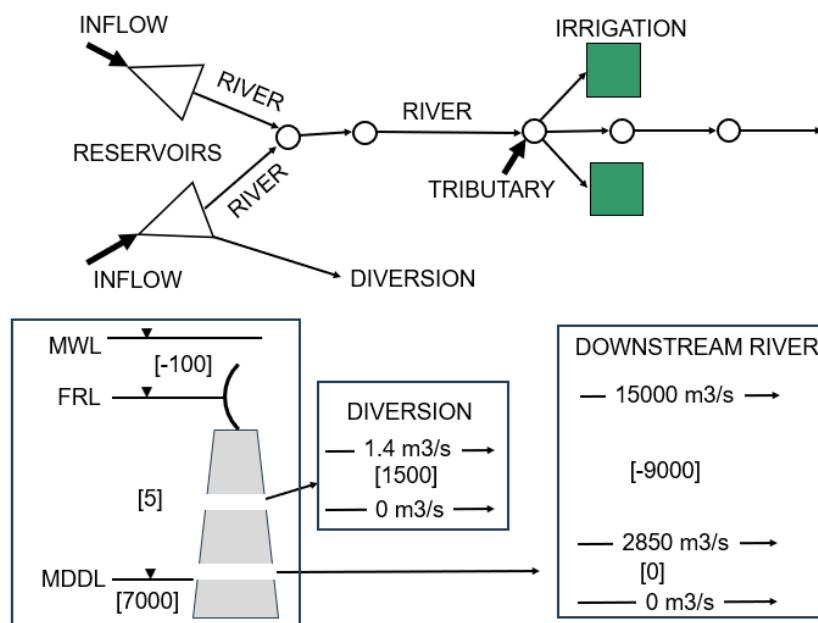 INFLOW
IRRIGATION
RIVER
RIVER
RESERVOIRS
RIVER
TRIBUTARY
INFLOW
DIVERSION
MWL
[-100]
FRL
[5]
MDDL
[7000]
DIVERSION
1.4 m3/s
[1500]
0 m3/s
DOWNSTREAM RIVER
15000 m3/s
[-9000]
2850 m3/s
[0]
0 m3/s